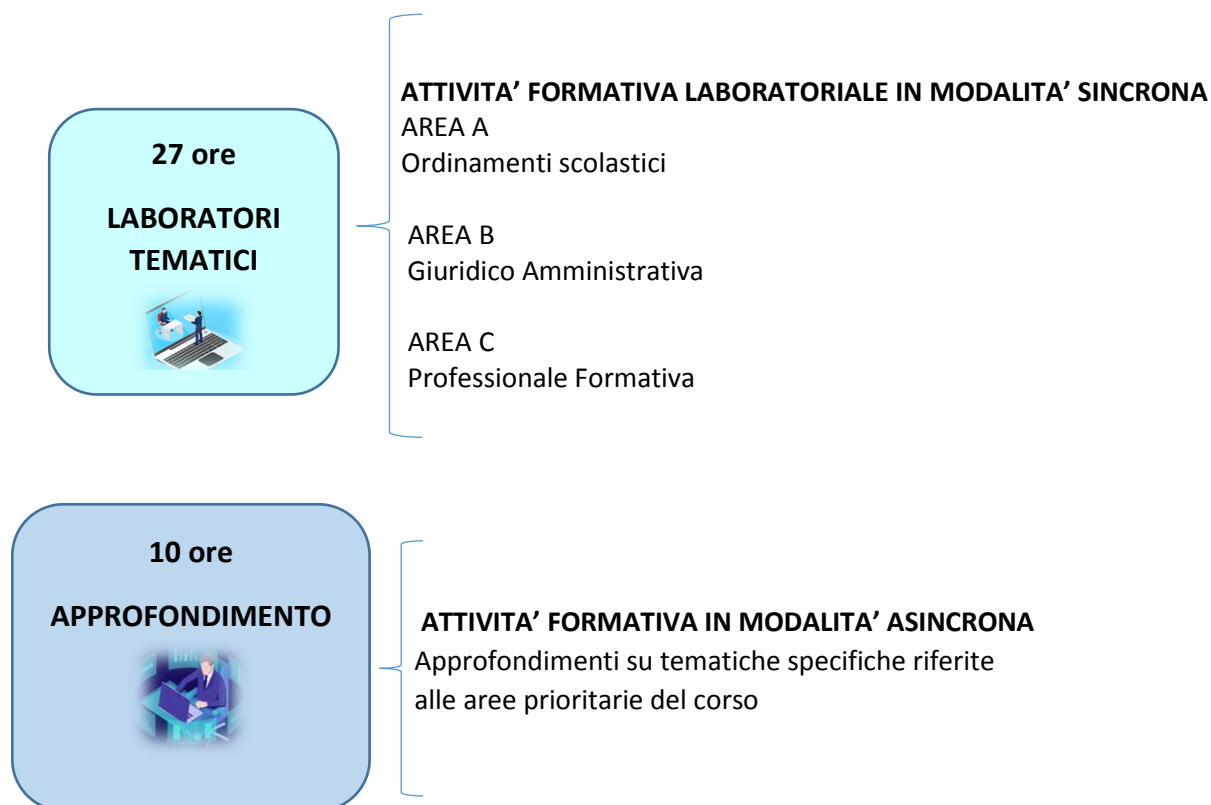 27 ore
LABORATORI
TEMATICI
ATTIVITA’ FORMATIVA LABORATORIALE IN MODALITA’ SINCRONA
AREA A
Ordinamenti scolastici
AREA B
Giuridico Amministrativa
AREA C
Professionale Formativa
10 ore
APPROFONDIMENTO
ATTIVITA’ FORMATIVA IN MODALITA’ ASINCRONA
Approfondimenti su tematiche specifiche riferite
alle aree prioritarie del corso